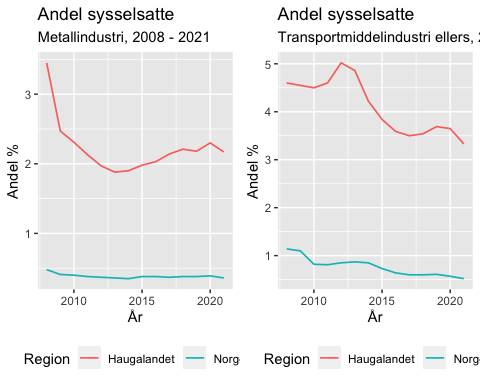 Andel sysselsatte
Metallindustri, 2008 - 2021
3
2
1
Andel %
2010 2015 2020
År
Region Haugalandet Norg
Andel sysselsatte
Transportmiddelindustri ellers, 2
5
4
3
2
1
Andel %
2010 2015 2020
År
Region Haugalandet Norg